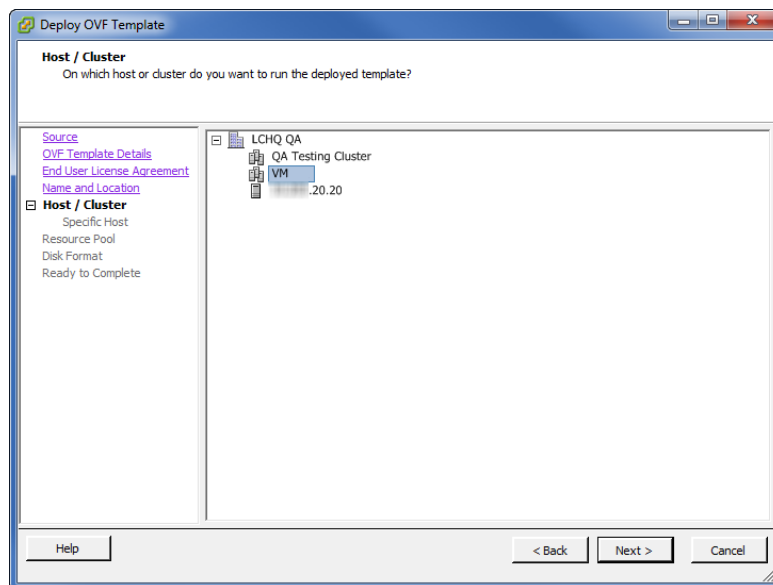 Deploy OVF Template
Host / Cluster
On which host or cluster do you want to run the deployed template?
Source
OVF Template Details
End User License Agreement
Name and Location
Host / Cluster
Specific Host
Resource Pool
Disk Format
Ready to Complete
LCHQ QA
QA Testing Cluster
VM
.20.20
Help
< Back
Next >
Cancel